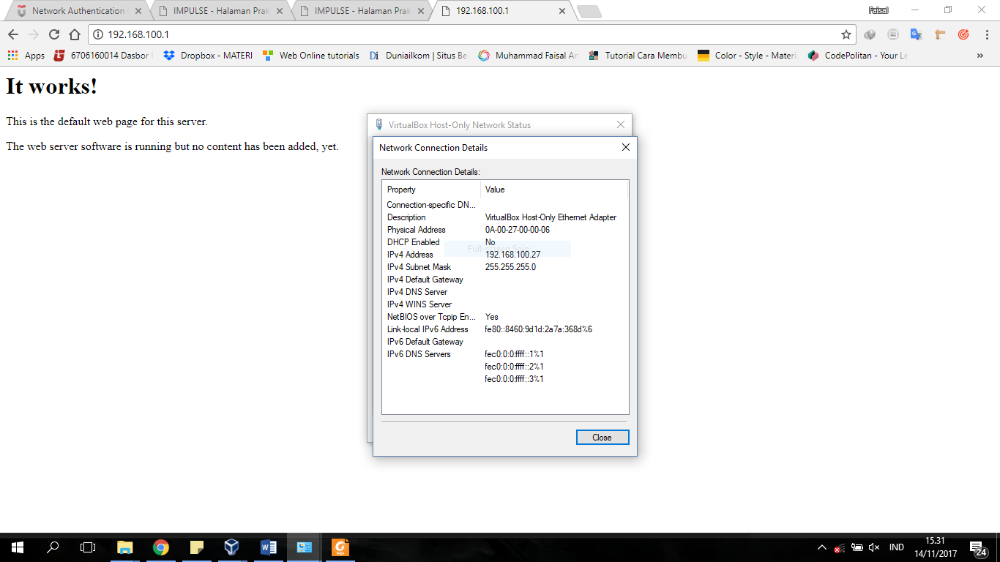 Network Authentication
IMPULSE - Halaman Prak
IMPULSE - Halaman Prak
192.168.100.1
Faisal
192.168.100.1
Apps
6706160014 Dasbor
Dropbox - MATERI
Web Online tutorials
Duniailkom | Situs Be
Muhammad Faisal Am
Tutorial Cara Membu
Color - Style - Materi
CodePolitan - Your Le
»
It works!
This is the default web page for this server.
The web server software is running but no content has been added, yet.
VirtualBox Host-Only Network Status
Network Connection Details
Network Connection Details:
Property Value
Connection-specific DN...
Description VirtualBox Host-Only Ethernet Adapter
Physical Address 0A-00-27-00-00-06
DHCP Enabled No
Full-screen Snip
IPv4 Address 192.168.100.27
IPv4 Subnet Mask 255.255.255.0
IPv4 Default Gateway
IPv4 DNS Server
IPv4 WINS Server
NetBIOS over Tcpip En... Yes
Link-local IPv6 Address fe80::8460:9d1d:2a7a:368d%6
IPv6 Default Gateway
IPv6 DNS Servers fec0:0:0:ffff::1%1
fec0:0:0:ffff::2%1
fec0:0:0:ffff::3%1
Close
IND
15.31
14/11/2017
24